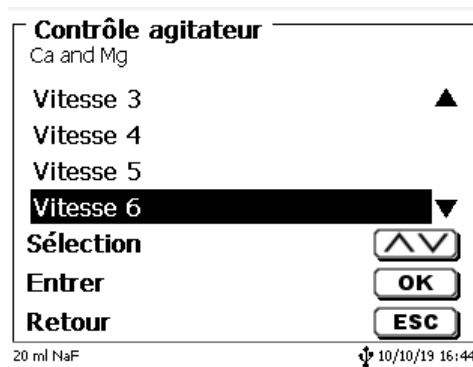 Contrôle agitateur
Ca and Mg
Vitesse 3
Vitesse 4
Vitesse 5
Vitesse 6
Sélection
Entrer OK
Retour ESC
20 ml NaF 10/10/19 16:44